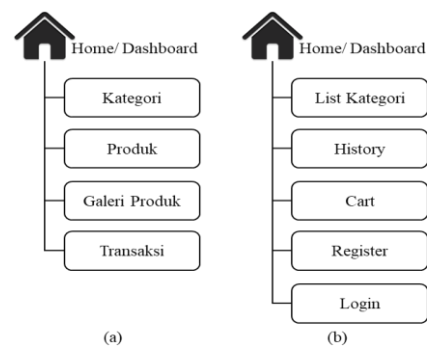 Home/ Dashboard
Kategori
Produk
Galeri Produk
Transaksi
(a)
Home/ Dashboard
List Kategori
History
Cart
Register
Login
(b)